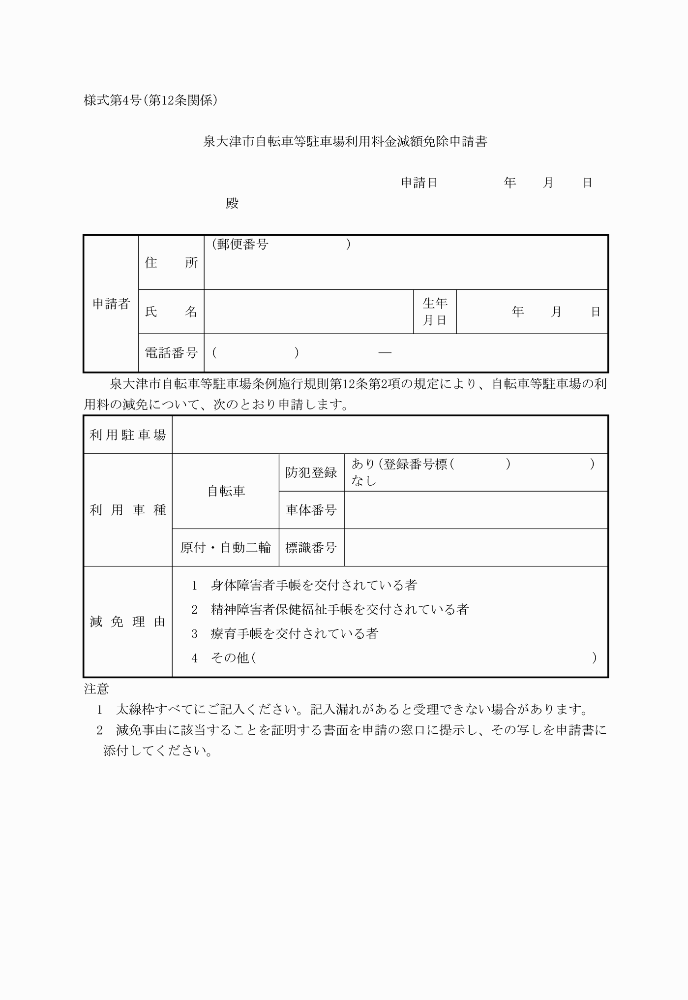 様式第4号(第12条関係)
泉大津市自転車等駐車場利用料金減額免除申請書
申請日　　　　　年　　月　　日
殿
申請者
住　　所
(郵便番号　　　　　　)
氏　　名
生年
月日
年　　月　　日
電話番号
(　　　　　　)　　　　　　―
泉大津市自転車等駐車場条例施行規則第12条第2項の規定により、自転車等駐車場の利
用料の減免について、次のとおり申請します。
利用駐車場
利用車種
自転車
防犯登録
あり(登録番号標(　　　　)　　　　　　)
なし
車体番号
原付・自動二輪
標識番号
減免理由
1　身体障害者手帳を交付されている者
2　精神障害者保健福祉手帳を交付されている者
3　療育手帳を交付されている者
4　その他(　　　　　　　　　　　　　　　　　　　　　　　　　　)
注意
1　太線枠すべてにご記入ください。記入漏れがあると受理できない場合があります。
2　減免事由に該当することを証明する書面を申請の窓口に提示し、その写しを申請書に
添付してください。